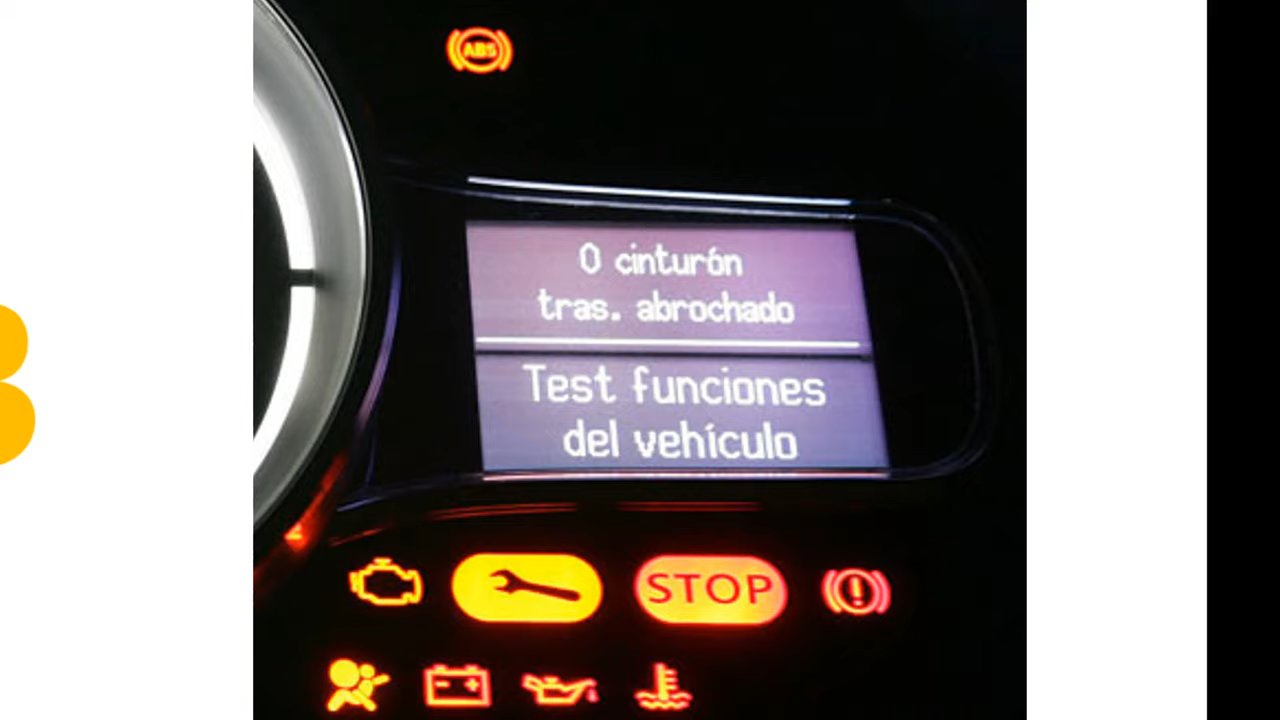 ABS
0 cinturón
tras. abrochado
Test funciones
del vehículo
STOP